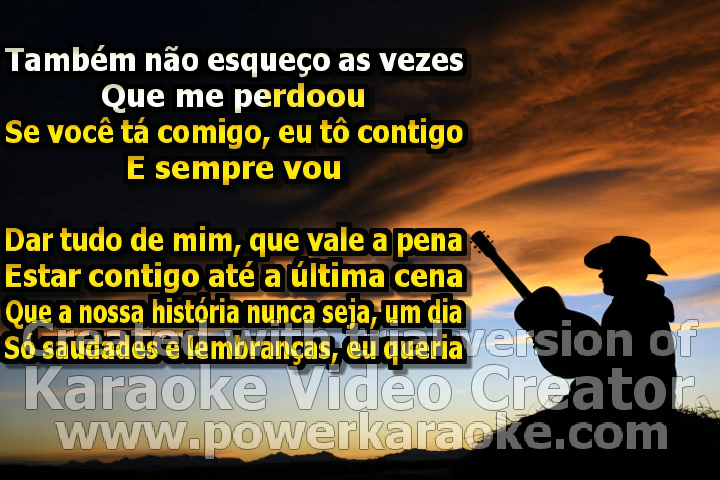 Também não esqueço as vezes
Que me perdoou
Se você tá comigo, eu tô contigo
E sempre vou
Dar tudo de mim, que vale a pena
Estar contigo até a última cena
Que a nossa história nunca seja, um dia
Só saudades e lembranças, eu queria
Created with trial version of
Karaoke Video Creator
www.powerkaraoke.com